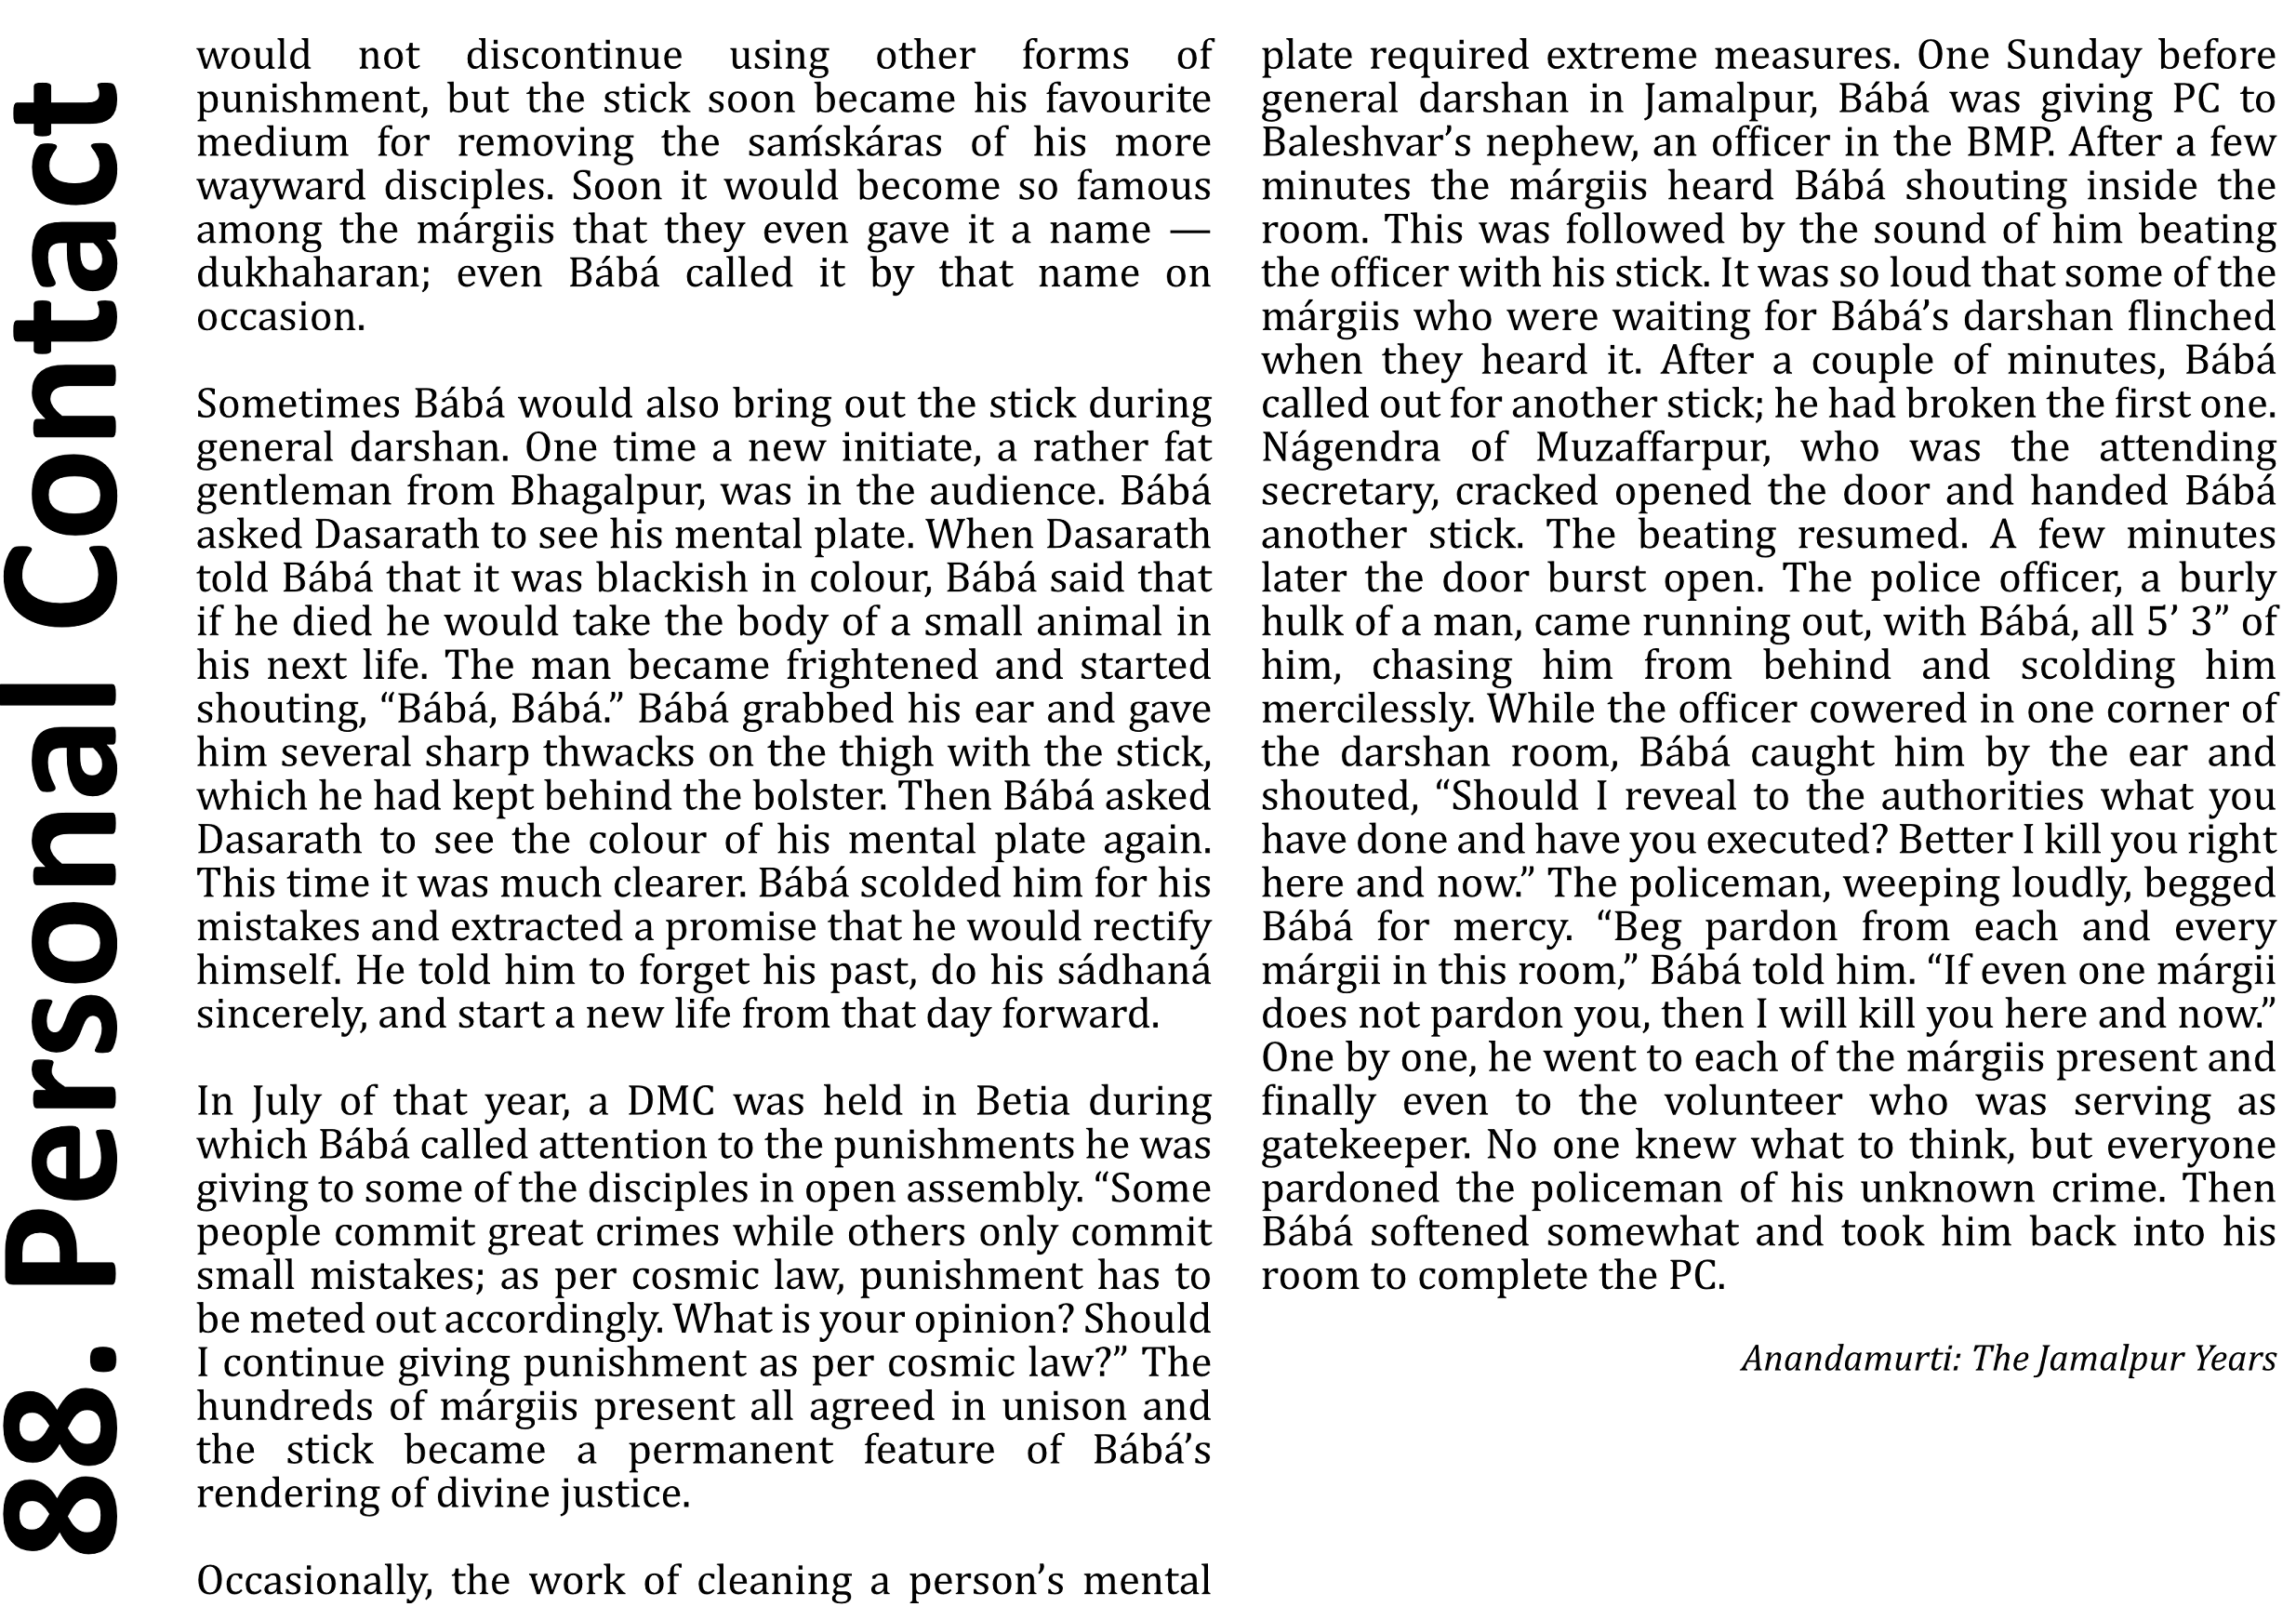 88. Personal Contact
would not discontinue using other forms of
punishment, but the stick soon became his favourite
medium for removing the saḿskáras of his more
wayward disciples. Soon it would become so famous
among the márgiis that they even gave it a name —
dukhaharan; even Bábá called it by that name on
occasion.
Sometimes Bábá would also bring out the stick during
general darshan. One time a new initiate, a rather fat
gentleman from Bhagalpur, was in the audience. Bábá
asked Dasarath to see his mental plate. When Dasarath
told Bábá that it was blackish in colour, Bábá said that
if he died he would take the body of a small animal in
his next life. The man became frightened and started
shouting, “Bábá, Bábá.” Bábá grabbed his ear and gave
him several sharp thwacks on the thigh with the stick,
which he had kept behind the bolster. Then Bábá asked
Dasarath to see the colour of his mental plate again.
This time it was much clearer. Bábá scolded him for his
mistakes and extracted a promise that he would rectify
himself. He told him to forget his past, do his sádhaná
sincerely, and start a new life from that day forward.
In July of that year, a DMC was held in Betia during
which Bábá called attention to the punishments he was
giving to some of the disciples in open assembly. “Some
people commit great crimes while others only commit
small mistakes; as per cosmic law, punishment has to
be meted out accordingly. What is your opinion? Should
I continue giving punishment as per cosmic law?” The
hundreds of márgiis present all agreed in unison and
the stick became a permanent feature of Bábá’s
rendering of divine justice.
Occasionally, the work of cleaning a person’s mental
plate required extreme measures. One Sunday before
general darshan in Jamalpur, Bábá was giving PC to
Baleshvar’s nephew, an officer in the BMP. After a few
minutes the márgiis heard Bábá shouting inside the
room. This was followed by the sound of him beating
the officer with his stick. It was so loud that some of the
márgiis who were waiting for Bábá’s darshan flinched
when they heard it. After a couple of minutes, Bábá
called out for another stick; he had broken the first one.
Nágendra of Muzaffarpur, who was the attending
secretary, cracked opened the door and handed Bábá
another stick. The beating resumed. A few minutes
later the door burst open. The police officer, a burly
hulk of a man, came running out, with Bábá, all 5’ 3” of
him, chasing him from behind and scolding him
mercilessly. While the officer cowered in one corner of
the darshan room, Bábá caught him by the ear and
shouted, “Should I reveal to the authorities what you
have done and have you executed? Better I kill you right
here and now.” The policeman, weeping loudly, begged
Bábá for mercy. “Beg pardon from each and every
márgii in this room,” Bábá told him. “If even one márgii
does not pardon you, then I will kill you here and now.”
One by one, he went to each of the márgiis present and
finally even to the volunteer who was serving as
gatekeeper. No one knew what to think, but everyone
pardoned the policeman of his unknown crime. Then
Bábá softened somewhat and took him back into his
room to complete the PC.
Anandamurti: The Jamalpur Years